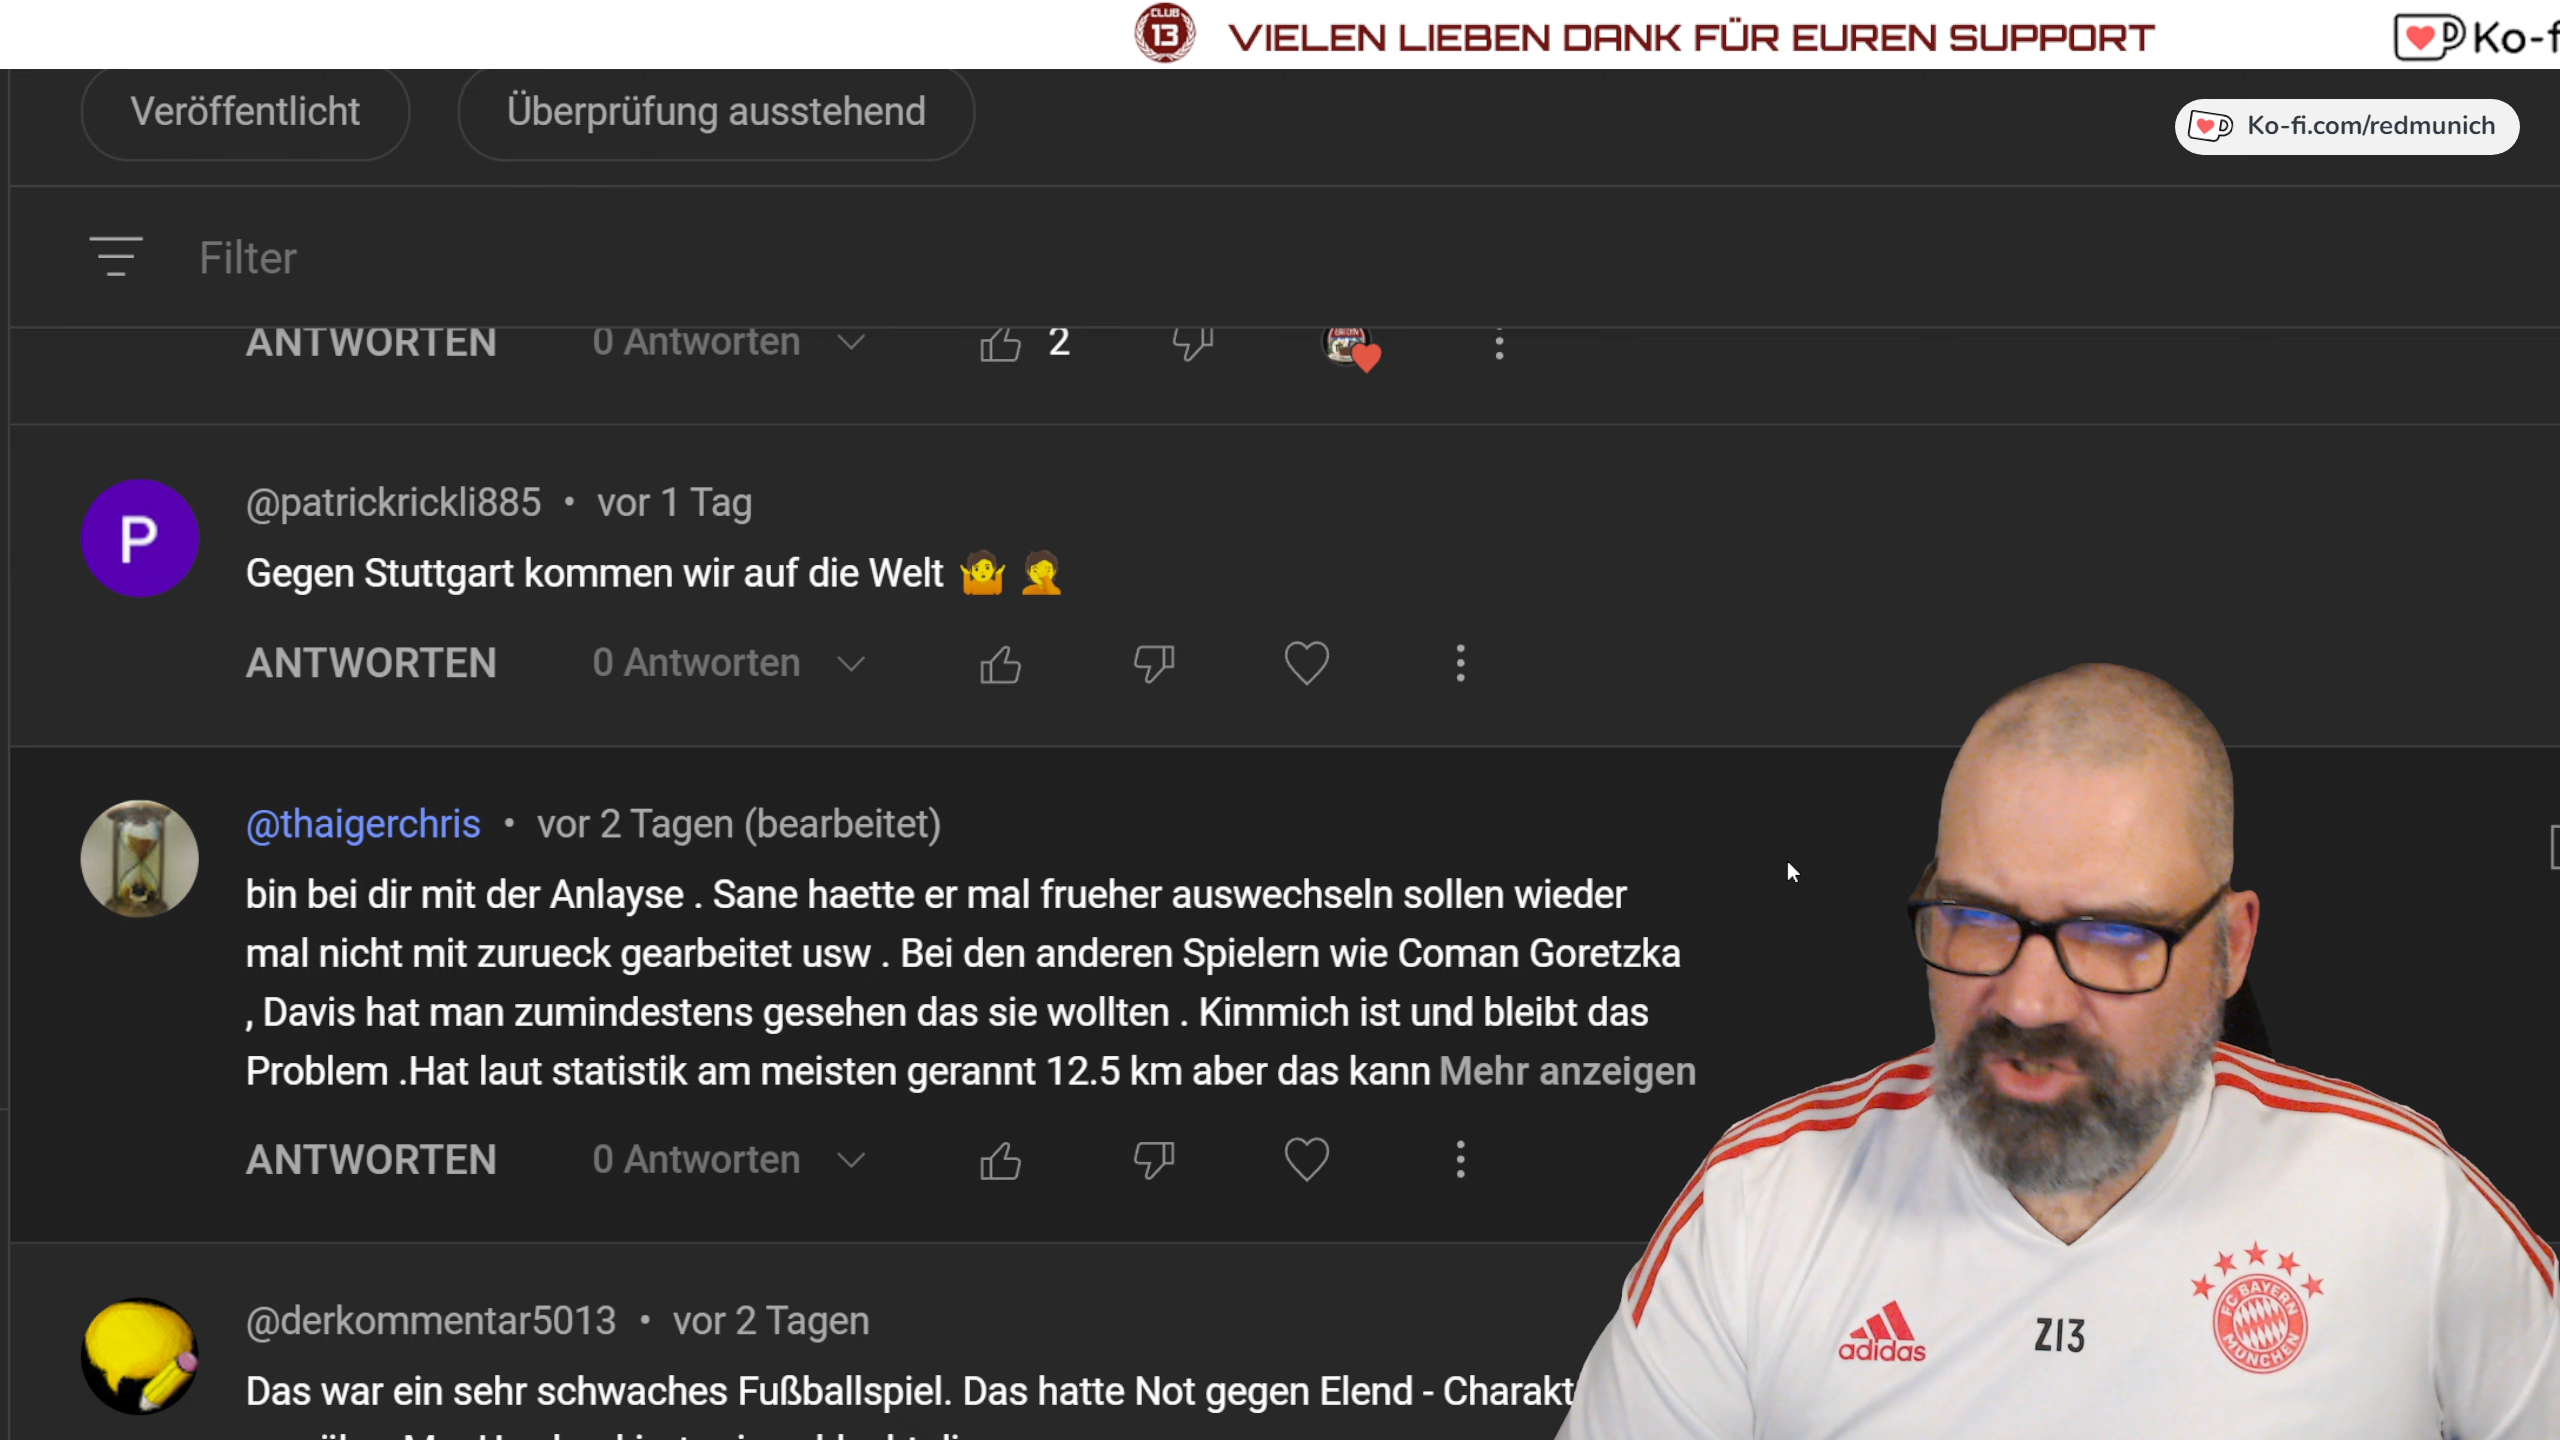 CLUB 13 VIELEN LIEBEN DANK FÜR EUREN SUPPORT Ko-f
Veröffentlicht Überprüfung ausstehend
Ko-fi.com/redmunich
Filter
ANTWORTEN 0 Antworten 2
@patrickrickli885 • vor 1 Tag
P
Gegen Stuttgart kommen wir auf die Welt 🤷 🤦
ANTWORTEN 0 Antworten
@thaigerchris • vor 2 Tagen (bearbeitet)
bin bei dir mit der Anlayse . Sane haette er mal frueher auswechseln sollen wieder
mal nicht mit zurueck gearbeitet usw . Bei den anderen Spielern wie Coman Goretzka
, Davis hat man zumindestens gesehen das sie wollten . Kimmich ist und bleibt das
Problem .Hat laut statistik am meisten gerannt 12.5 km aber das kann Mehr anzeigen
ANTWORTEN 0 Antworten
@derkommentar5013 • vor 2 Tagen
Das war ein sehr schwaches Fußballspiel. Das hatte Not gegen Elend - Charakt
adidas
Z13
FC BAYERN
MÜNCHEN